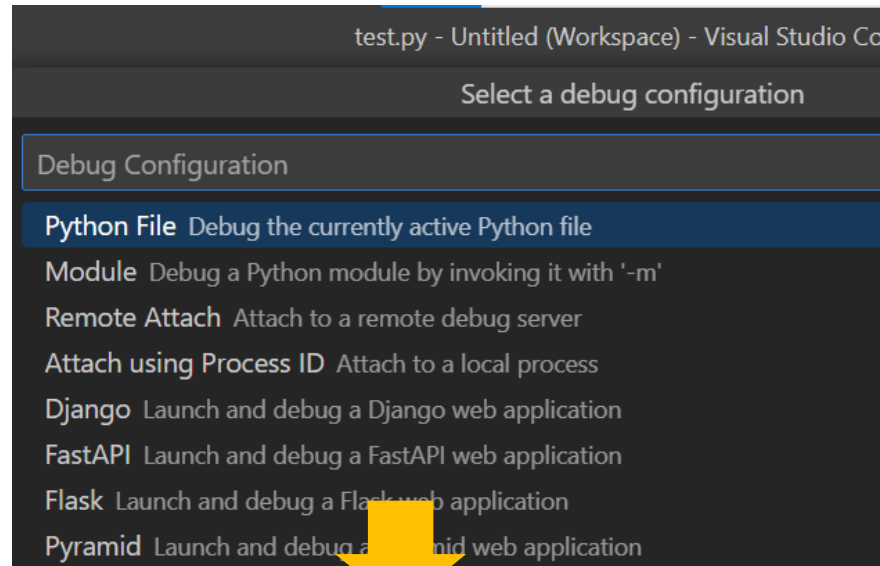 test.py - Untitled (Workspace) - Visual Studio Co
Select a debug configuration
Debug Configuration
Python File Debug the currently active Python file
Module Debug a Python module by invoking it with '-m'
Remote Attach Attach to a remote debug server
Attach using Process ID Attach to a local process
Django Launch and debug a Django web application
FastAPI Launch and debug a FastAPI web application
Flask Launch and debug a Flask web application
Pyramid Launch and debug a Pyramid web application